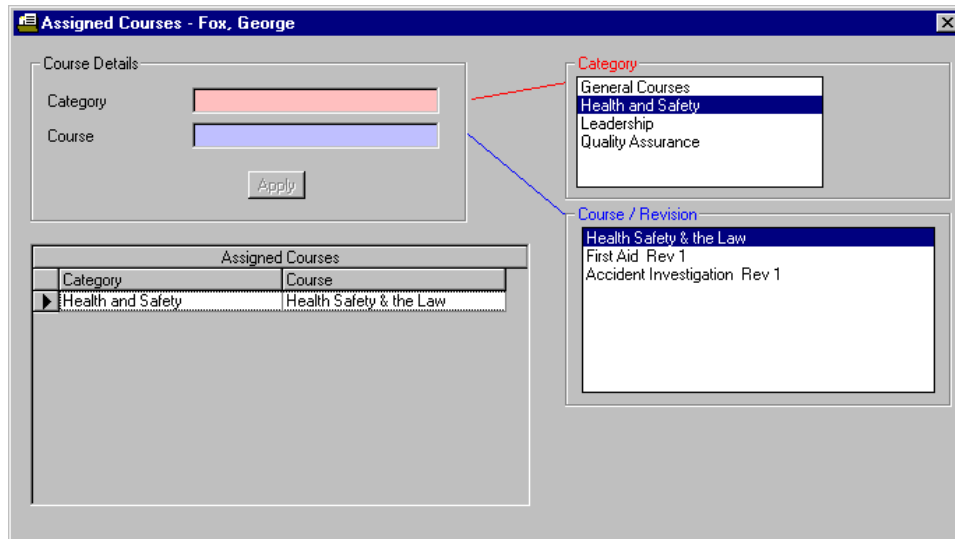 Assigned Courses - Fox, George
Course Details
Category
Course
Apply
Category
General Courses
Health and Safety
Leadership
Quality Assurance
Course / Revision
Health Safety & the Law
First Aid  Rev 1
Accident Investigation  Rev 1
Assigned Courses
Category Course
Health and Safety Health Safety & the Law